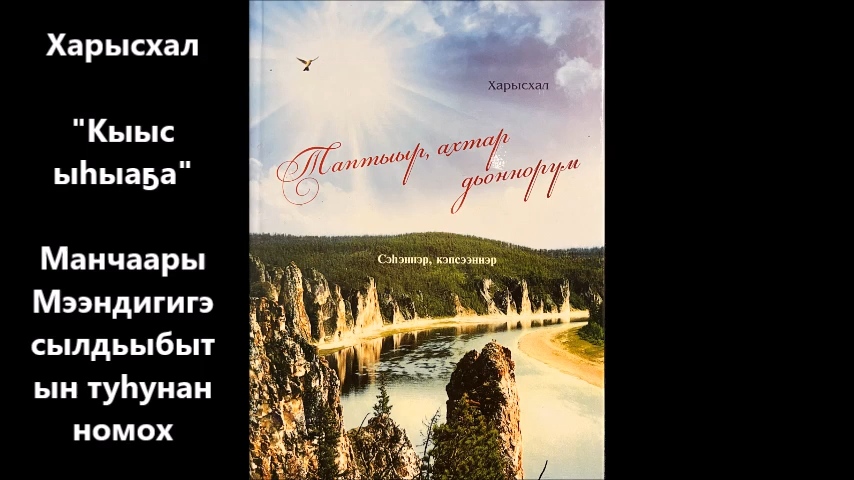 Харысхал
"Кыыс
ыһыаҕа"
Манчаары
Мээндигигэ
сылдьыбыт
ын туһунан
номох
Харысхал
Таптыыр, ахтар
дьоннорум
Сэһэннэр, кэпсээннэр